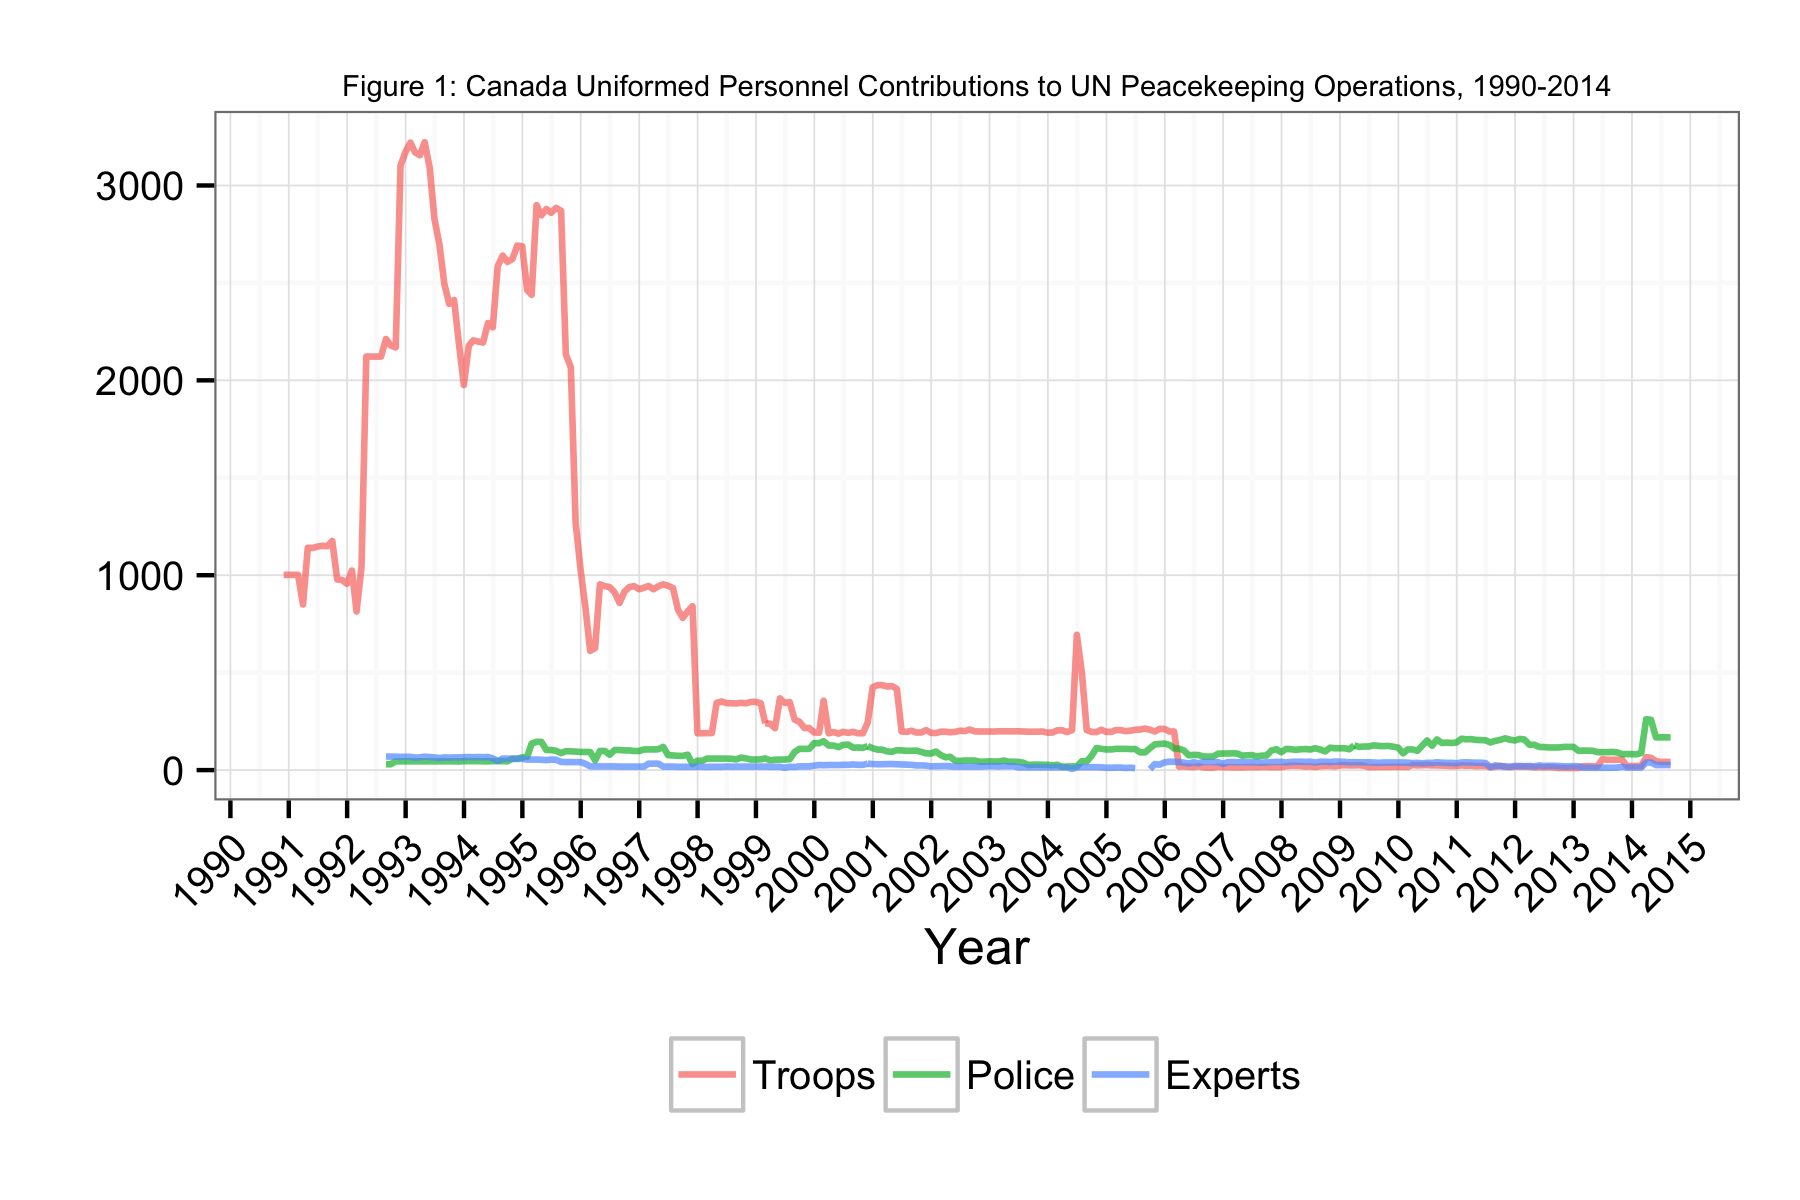 Figure 1: Canada Uniformed Personnel Contributions to UN Peacekeeping Operations, 1990-2014
3000
2000
1000
0
1990 1991 1992 1993 1994 1995 1996 1997 1998 1999 2000 2001 2002 2003 2004 2005 2006 2007 2008 2009 2010 2011 2012 2013 2014 2015
Year
Troops Police Experts